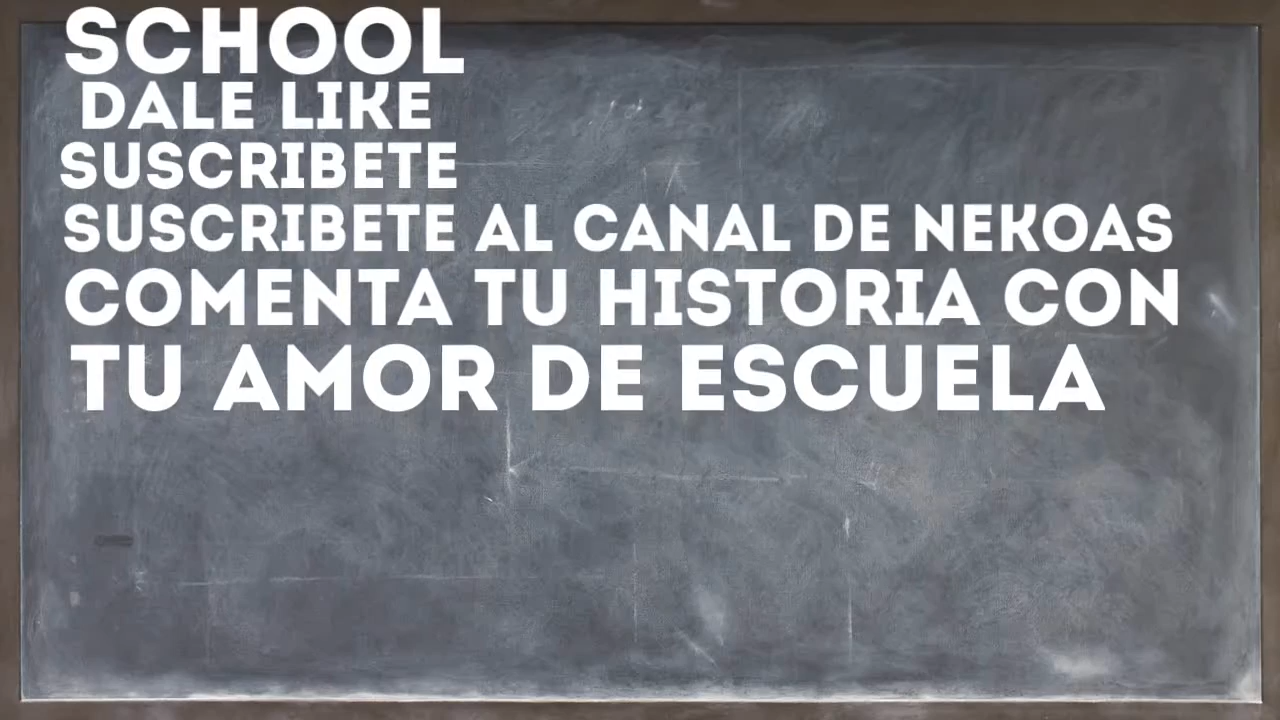 SCHOOL
DALE LIKE
SUSCRIBETE
SUSCRIBETE AL CANAL DE NEKOAS
COMENTA TU HISTORIA CON
TU AMOR DE ESCUELA